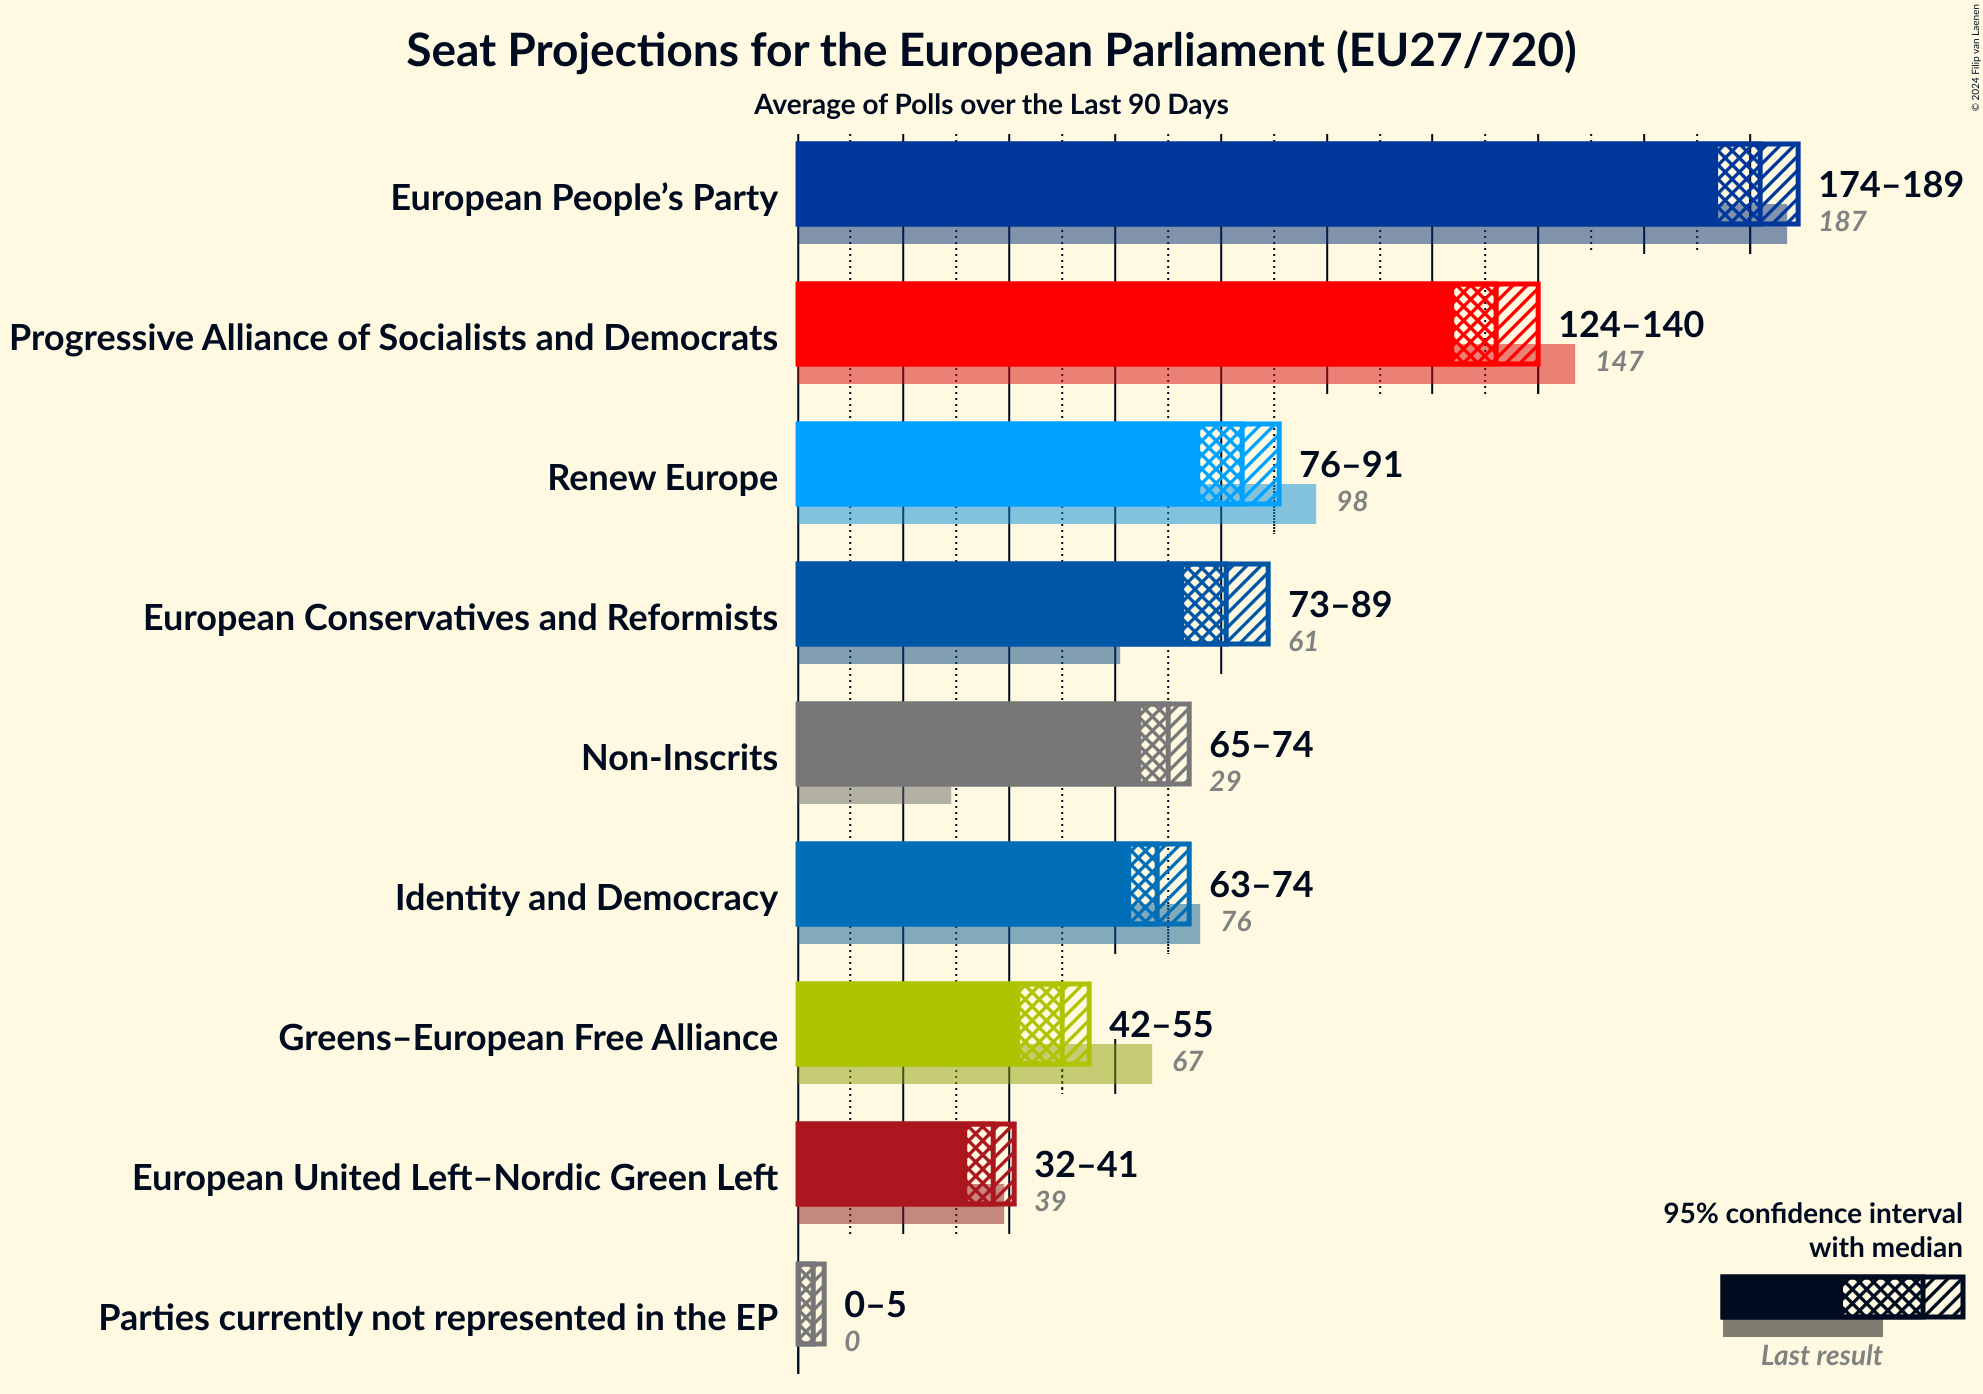 Seat Projections for the European Parliament (EU27/720)
Average of Polls over the Last 90 Days
© 2024 Filip van Laenen
European People’s Party
174–189
187
Progressive Alliance of Socialists and Democrats
124–140
147
Renew Europe
76–91
98
European Conservatives and Reformists
73–89
61
Non-Inscrits
65–74
29
Identity and Democracy
63–74
76
Greens–European Free Alliance
42–55
67
European United Left–Nordic Green Left
32–41
39
Parties currently not represented in the EP
0–5
0
95% confidence interval
with median
Last result